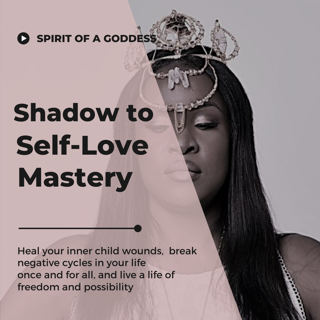 SPIRIT OF A GODDESS
Shadow to
Self-Love
Mastery
Heal your inner child wounds, break
negative cycles in your life
once and for all, and live a life of
freedom and possibility